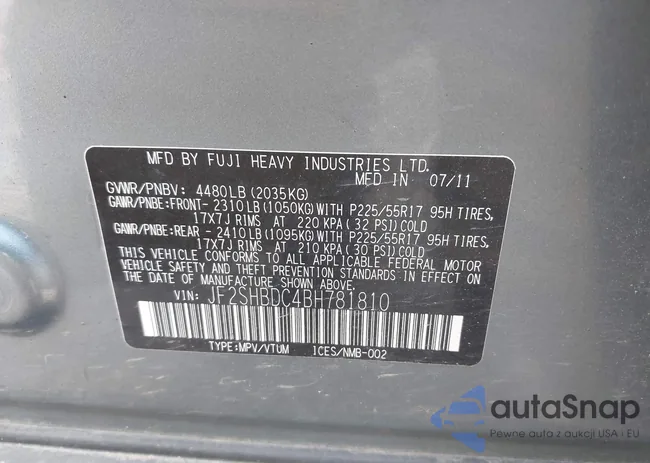 MFD BY FUJI HEAVY INDUSTRIES LTD.
MED IN 07/11
GVWR/PNBV: 4480LB (2035KG)
GAWR/PNBE:FRONT- 2310LB(1050KG)WITH P225/55R17 95H TIRES,
17X7J RIMS AT 220 KPA(32 PSI)COLD
GAWR/PNBE:REAR - 2410LB(1095KG)WITH P225/55R17 95H TIRES,
17X7J RIMS AT 210 KPA(30 PSI)COLD
THIS VEHICLE CONFORMS TO ALL APPLICABLE FEDERAL MOTOR
VEHICLE SAFETY AND THEFT PREVENTION STANDARDS IN EFFECT
ON THE DATE OF MANUFACTURE SHOWN ABOVE.
VIN: JF2SHBDC4BH781810
TYPE:MPV/VTUM ICES/NMB-002
autaSnap
Pewne auta z aukcji USA i EU